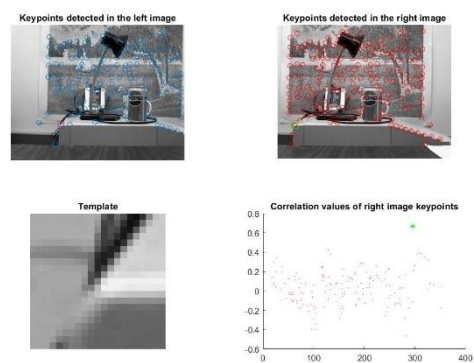 Keypoints detected in the left image
Keypoints detected in the right image
Template
Correlation values of right image keypoints
0.8
0.6
0.4
0.2
0
-0.2
-0.4
-0.6
0 100 200 300 400